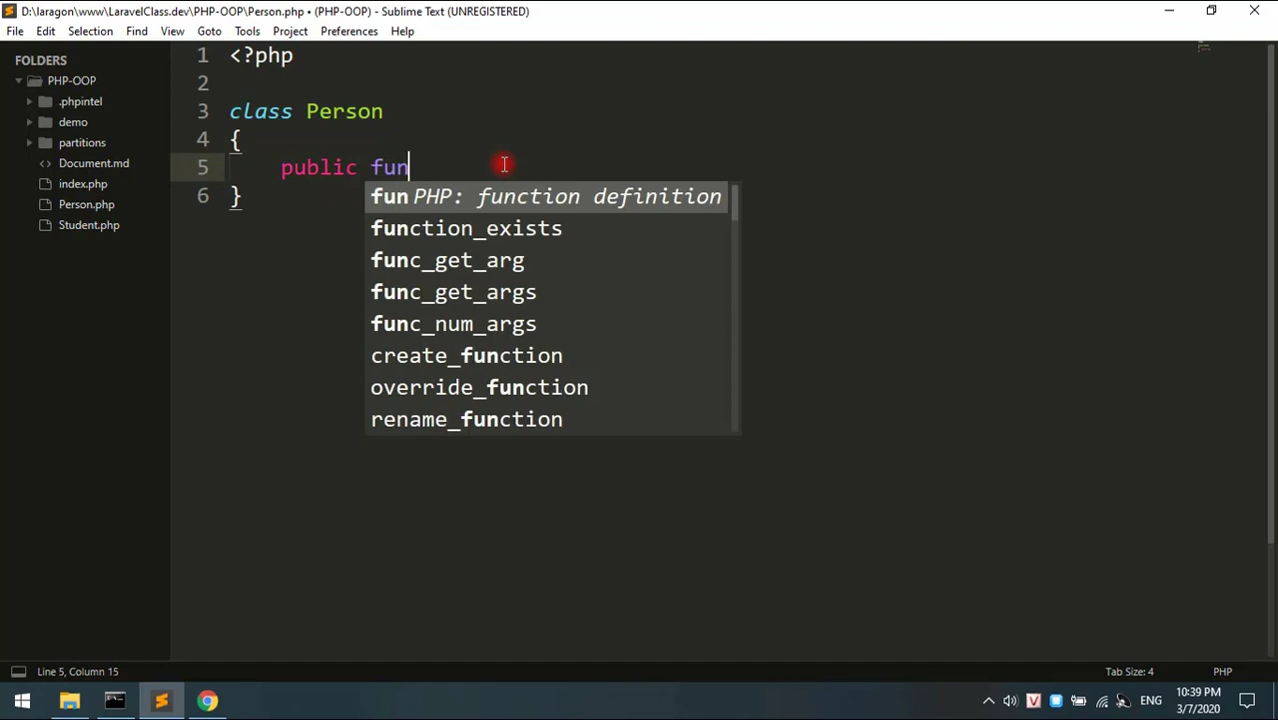 D:\laragon\www\LaravelClass.dev\PHP-OOP\Person.php • (PHP-OOP) - Sublime Text (UNREGISTERED)
File Edit Selection Find View Goto Tools Project Preferences Help
FOLDERS
PHP-OOP
.phpintel
demo
partitions
Document.md
index.php
Person.php
Student.php
1 <?php
2
3 class Person
4 {
5 public fun
6 }
fun PHP: function definition
function_exists
func_get_arg
func_get_args
func_num_args
create_function
override_function
rename_function
Line 5, Column 15
Tab Size: 4
PHP
ENG
10:39 PM
3/7/2020